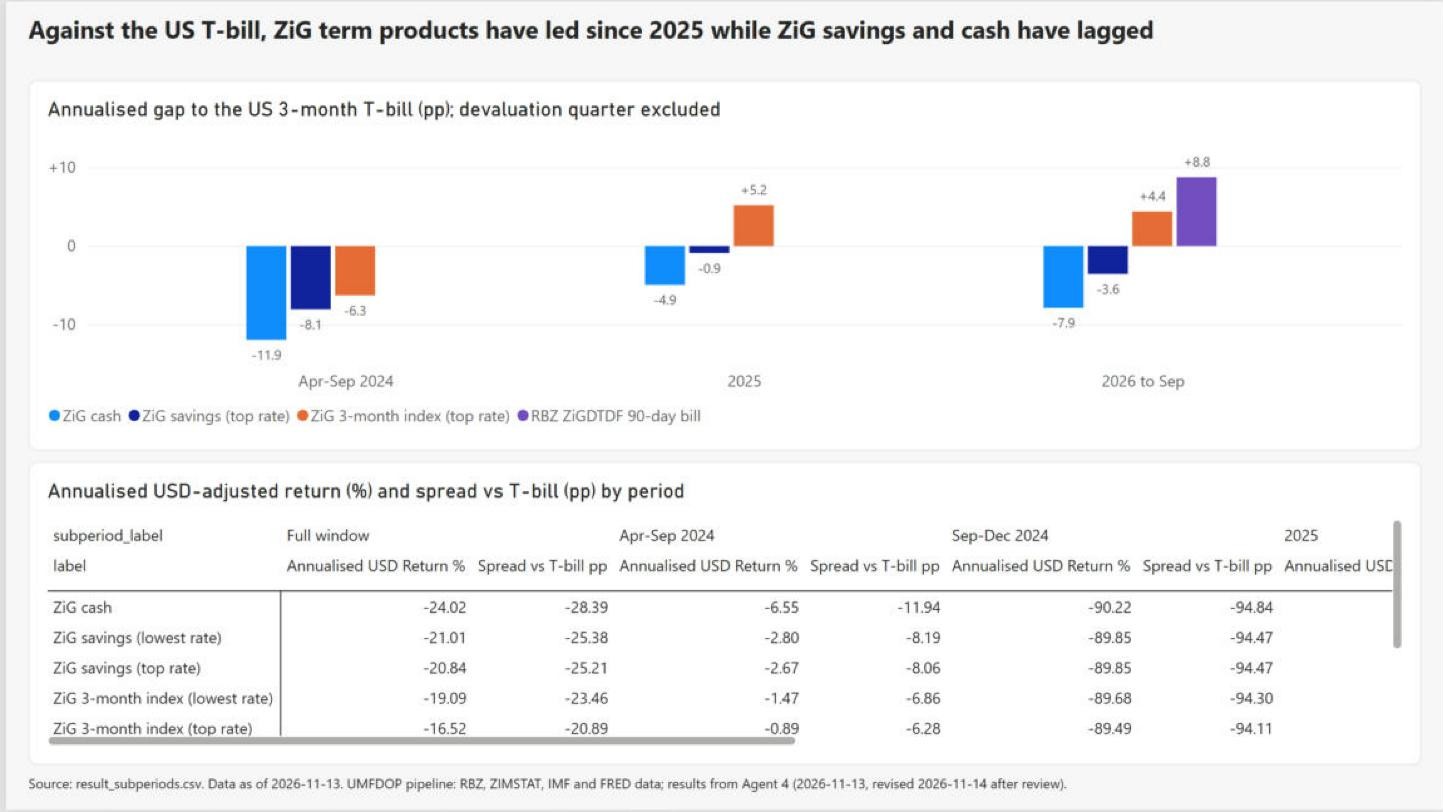 Against the US T-bill, ZiG term products have led since 2025 while ZiG savings and cash have lagged
Annualised gap to the US 3-month T-bill (pp); devaluation quarter excluded
+10
0
-10
-11.9
-8.1
-6.3
-4.9
-0.9
+5.2
-7.9
-3.6
+4.4
+8.8
Apr-Sep 2024 2025 2026 to Sep
ZiG cash ZiG savings (top rate) ZiG 3-month index (top rate) RBZ ZiGDTDF 90-day bill
Annualised USD-adjusted return (%) and spread vs T-bill (pp) by period
subperiod_label Full window Apr-Sep 2024 Sep-Dec 2024 2025
label Annualised USD Return % Spread vs T-bill pp Annualised USD Return % Spread vs T-bill pp Annualised USD Return % Spread vs T-bill pp Annualised USD
ZiG cash -24.02 -28.39 -6.55 -11.94 -90.22 -94.84
ZiG savings (lowest rate) -21.01 -25.38 -2.80 -8.19 -89.85 -94.47
ZiG savings (top rate) -20.84 -25.21 -2.67 -8.06 -89.85 -94.47
ZiG 3-month index (lowest rate) -19.09 -23.46 -1.47 -6.86 -89.68 -94.30
ZiG 3-month index (top rate) -16.52 -20.89 -0.89 -6.28 -89.49 -94.11
Source: result_subperiods.csv. Data as of 2026-11-13. UMFDOP pipeline: RBZ, ZIMSTAT, IMF and FRED data; results from Agent 4 (2026-11-13, revised 2026-11-14 after review).